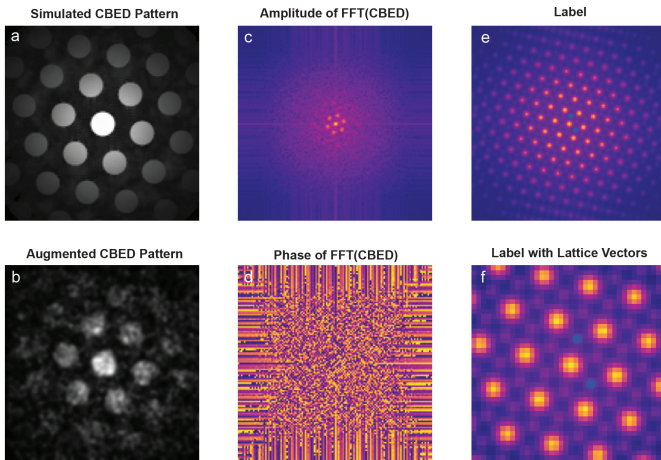 Simulated CBED Pattern
Amplitude of FFT(CBED)
Label
a
c
e
Augmented CBED Pattern
Phase of FFT(CBED)
Label with Lattice Vectors
b
d
f